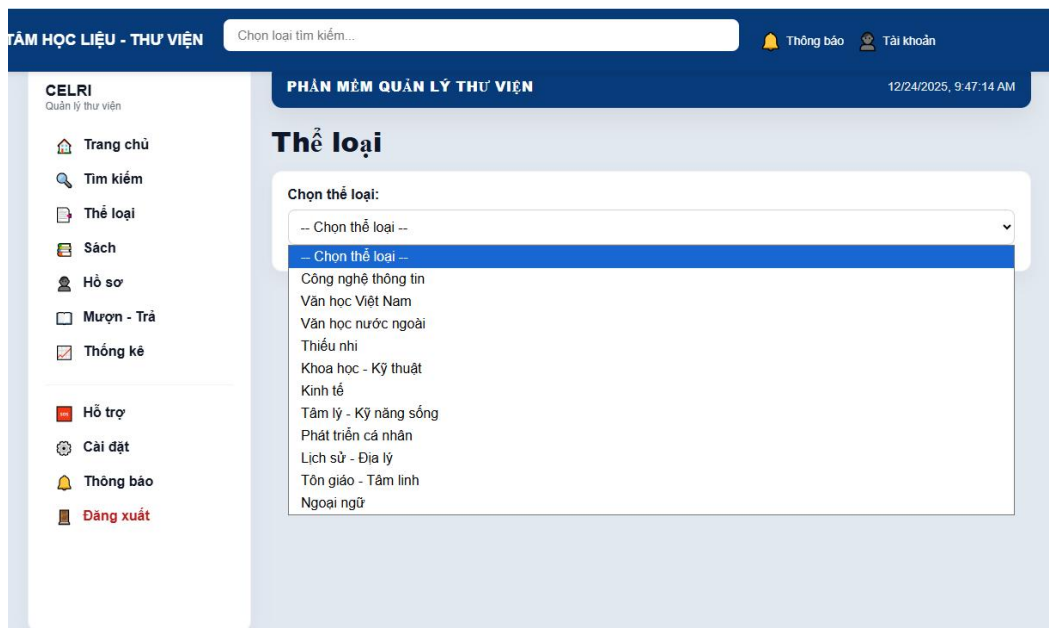 TÂM HỌC LIỆU - THƯ VIỆN
Chọn loại tìm kiếm...
Thông báo
Tài khoản
CELRI
Quản lý thư viện
Trang chủ
Tìm kiếm
Thể loại
Sách
Hồ sơ
Mượn - Trả
Thống kê
Hỗ trợ
Cài đặt
Thông báo
Đăng xuất
PHẦN MỀM QUẢN LÝ THƯ VIỆN
12/24/2025, 9:47:14 AM
Thể loại
Chọn thể loại:
-- Chọn thể loại --
-- Chọn thể loại --
Công nghệ thông tin
Văn học Việt Nam
Văn học nước ngoài
Thiếu nhi
Khoa học - Kỹ thuật
Kinh tế
Tâm lý - Kỹ năng sống
Phát triển cá nhân
Lịch sử - Địa lý
Tôn giáo - Tâm linh
Ngoại ngữ